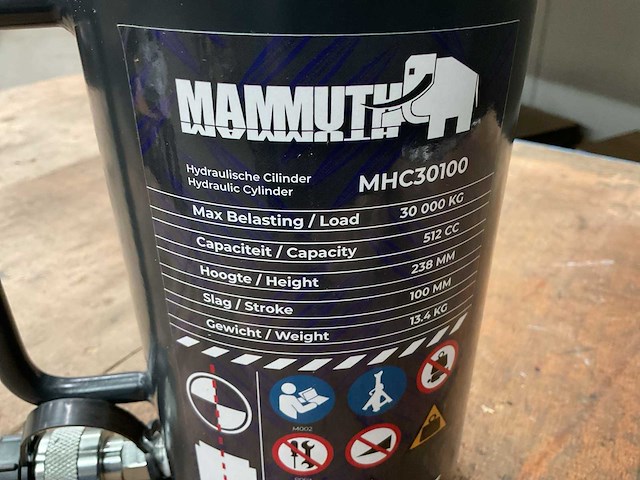 MAMMUTH
Hydraulische Cilinder
Hydraulic Cylinder
MHC30100
Max Belasting / Load 30 000 KG
Capaciteit / Capacity 512 CC
Hoogte / Height 238 MM
Slag / Stroke 100 MM
Gewicht / Weight 13.4 KG
M002